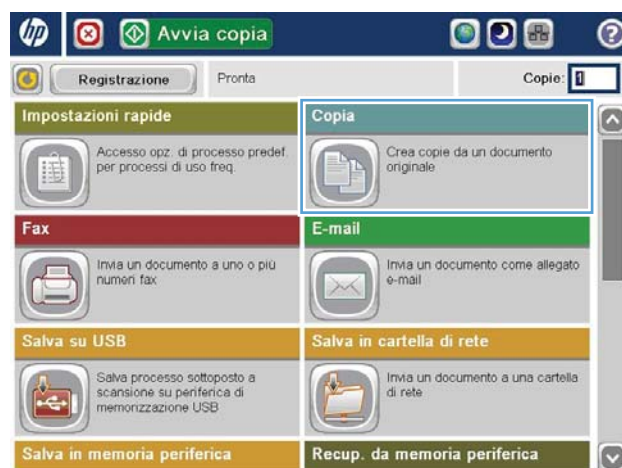 hp
Avvia copia
?
Registrazione
Pronta
Copie: 1
Impostazioni rapide
Accesso opz. di processo predef.
per processi di uso freq.
Copia
Crea copie da un documento
originale
Fax
Invia un documento a uno o più
numeri fax
E-mail
Invia un documento come allegato
e-mail
Salva su USB
Salva processo sottoposto a
scansione su periferica di
memorizzazione USB
Salva in cartella di rete
Invia un documento a una cartella
di rete
Salva in memoria periferica
Recup. da memoria periferica